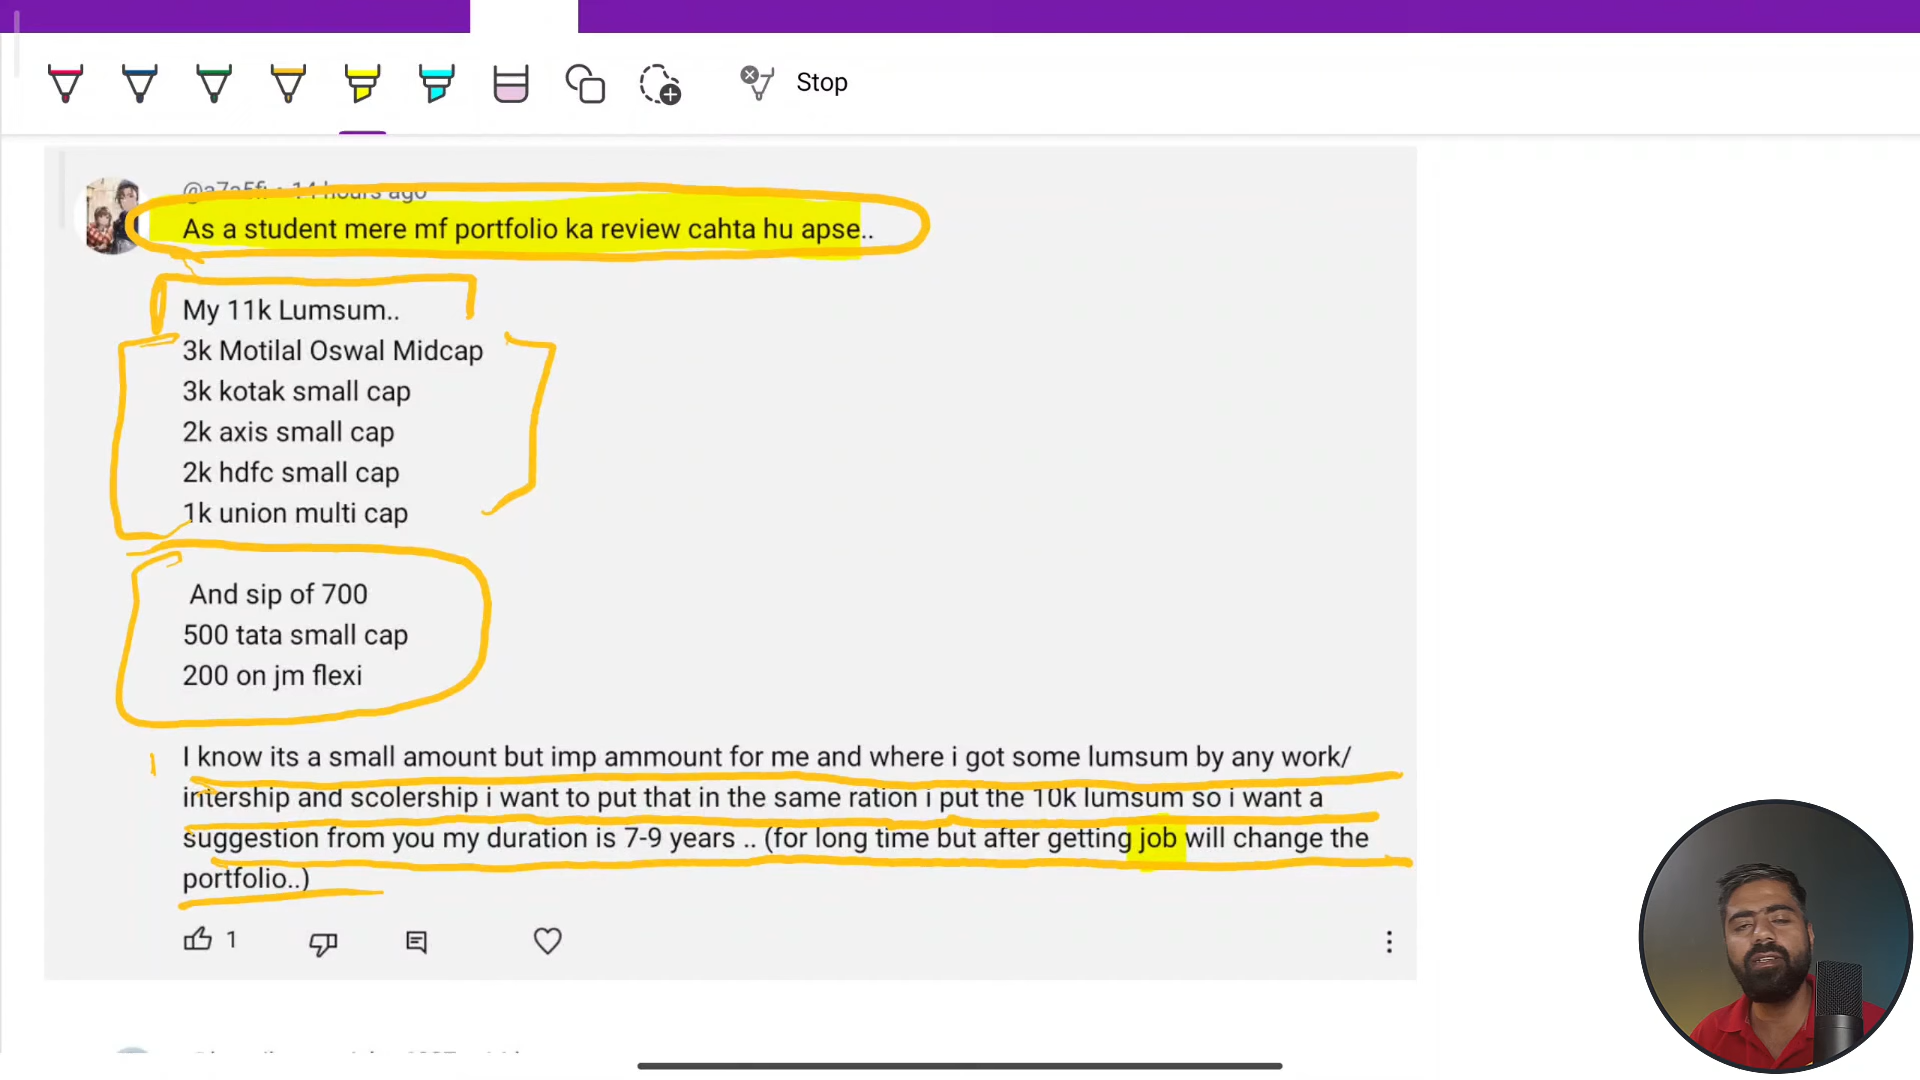 Stop
14 hours ago
As a student mere mf portfolio ka review cahta hu apse..
My 11k Lumsum..
3k Motilal Oswal Midcap
3k kotak small cap
2k axis small cap
2k hdfc small cap
1k union multi cap
And sip of 700
500 tata small cap
200 on jm flexi
I know its a small amount but imp ammount for me and where i got some lumsum by any work/
intership and scolership i want to put that in the same ration i put the 10k lumsum so i want a
suggestion from you my duration is 7-9 years .. (for long time but after getting job will change the
portfolio..)
1